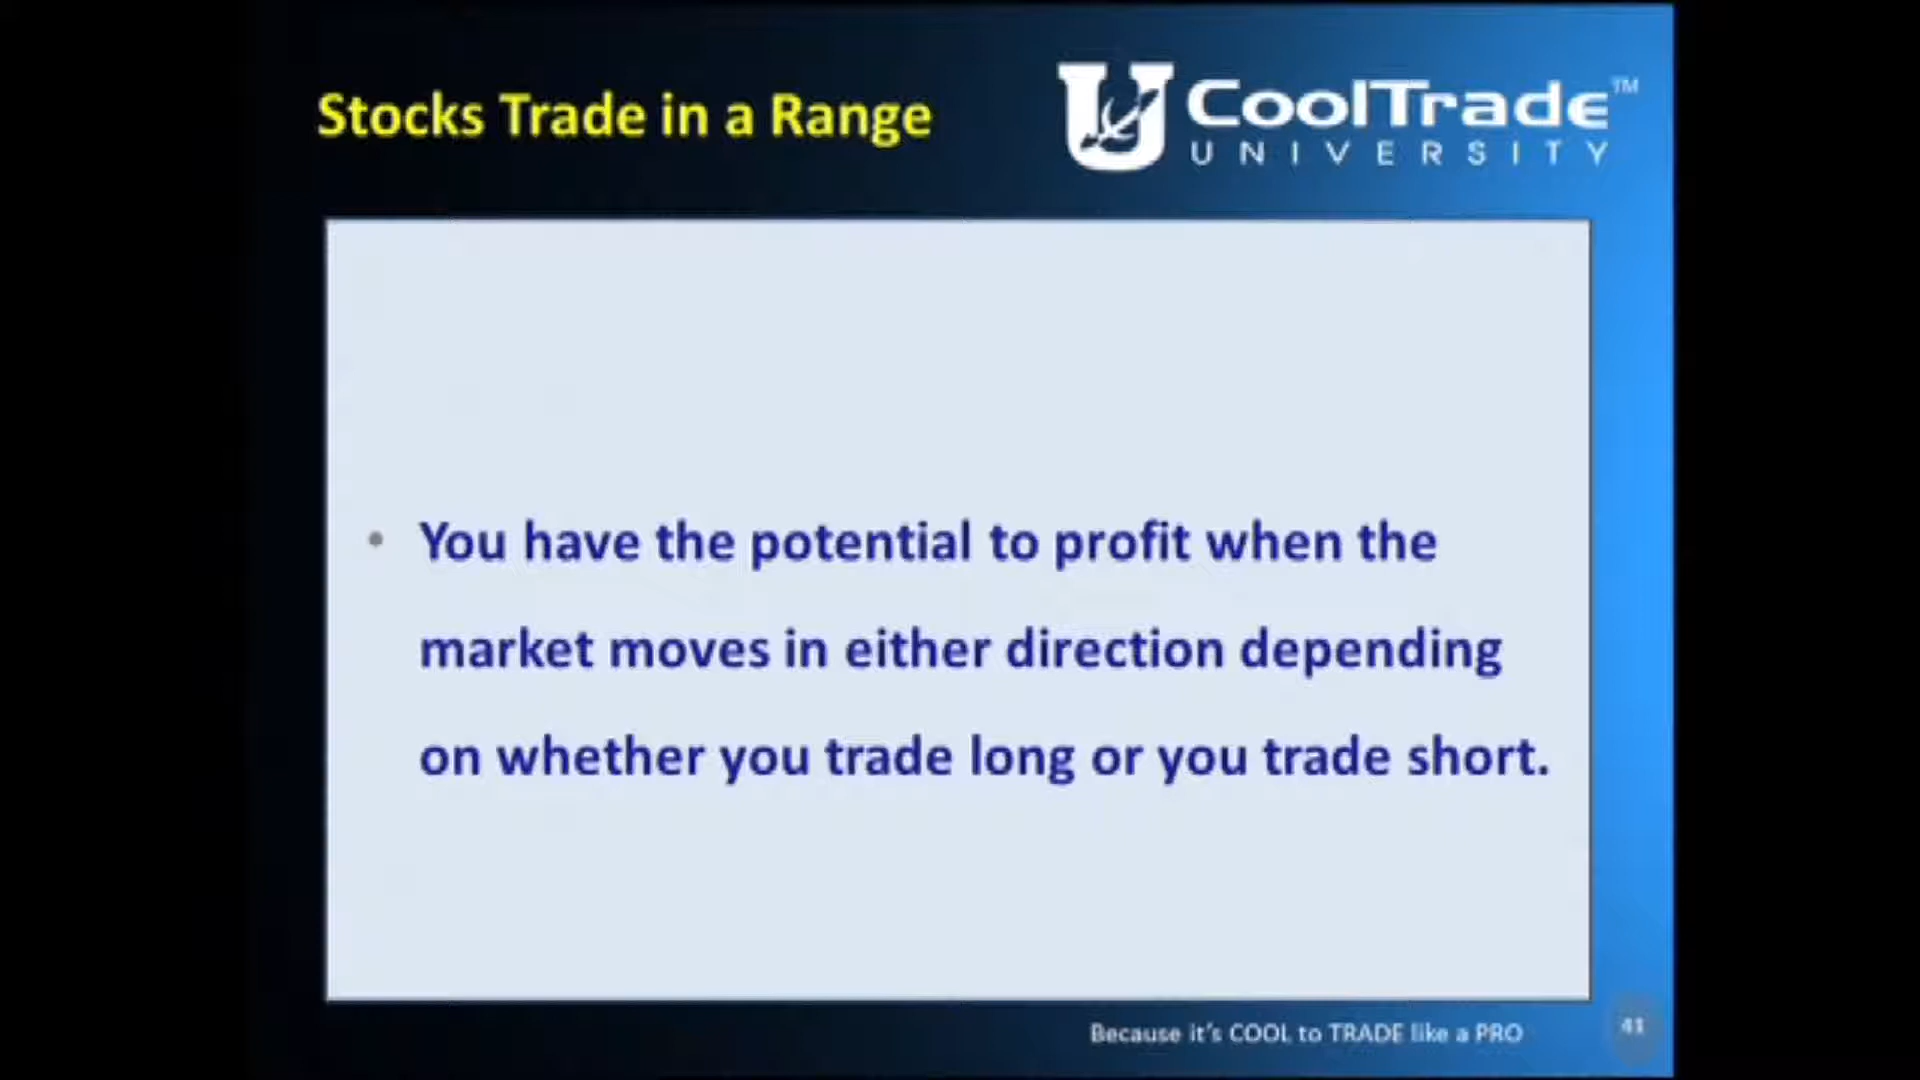 Stocks Trade in a Range
U CoolTrade™
UNIVERSITY
• You have the potential to profit when the
market moves in either direction depending
on whether you trade long or you trade short.
Because it's COOL to TRADE like a PRO
41